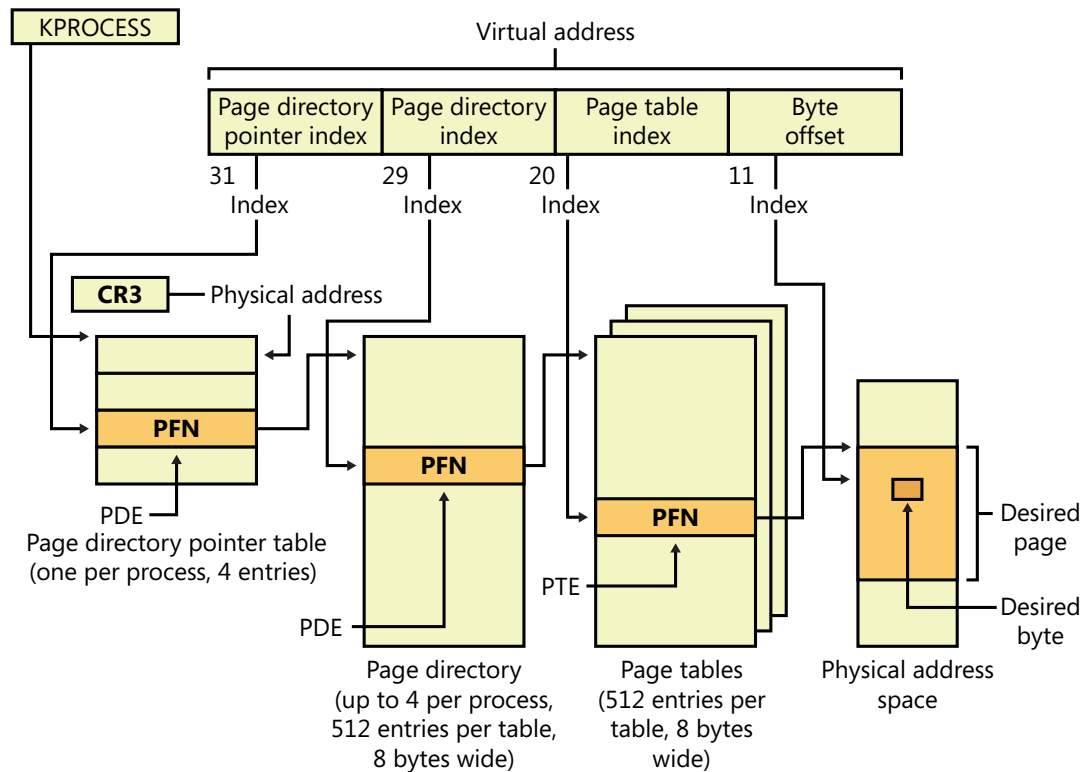 KPROCESS
Virtual address
Page directory
pointer index
Page directory
index
Page table
index
Byte
offset
31
29
20
11
Index
Index
Index
Index
CR3
Physical address
PFN
PFN
PFN
PDE
Page directory pointer table
(one per process, 4 entries)
PDE
PTE
Desired
page
Desired
byte
Page directory
(up to 4 per process,
512 entries per table,
8 bytes wide)
Page tables
(512 entries per
table, 8 bytes
wide)
Physical address
space